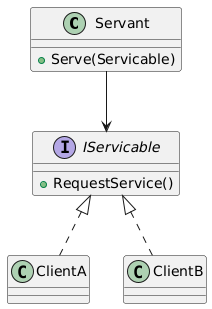 C Servant
Serve(Servicable)
I IServicable
RequestService()
C ClientA
C ClientB